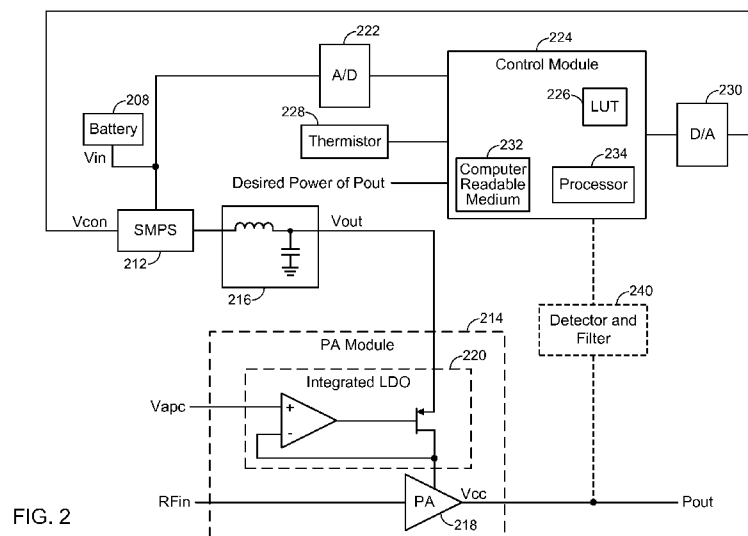 222
224
A/D
Control Module
208
226
LUT
230
Battery
228
D/A
Thermistor
232
234
Vin
Computer
Readable
Medium
Processor
Desired Power of Pout
Vcon
SMPS
Vout
212
216
240
214
Detector and
Filter
PA Module
220
Integrated LDO
Vapc
+
-
RFin
PA
Vcc
Pout
218
FIG. 2